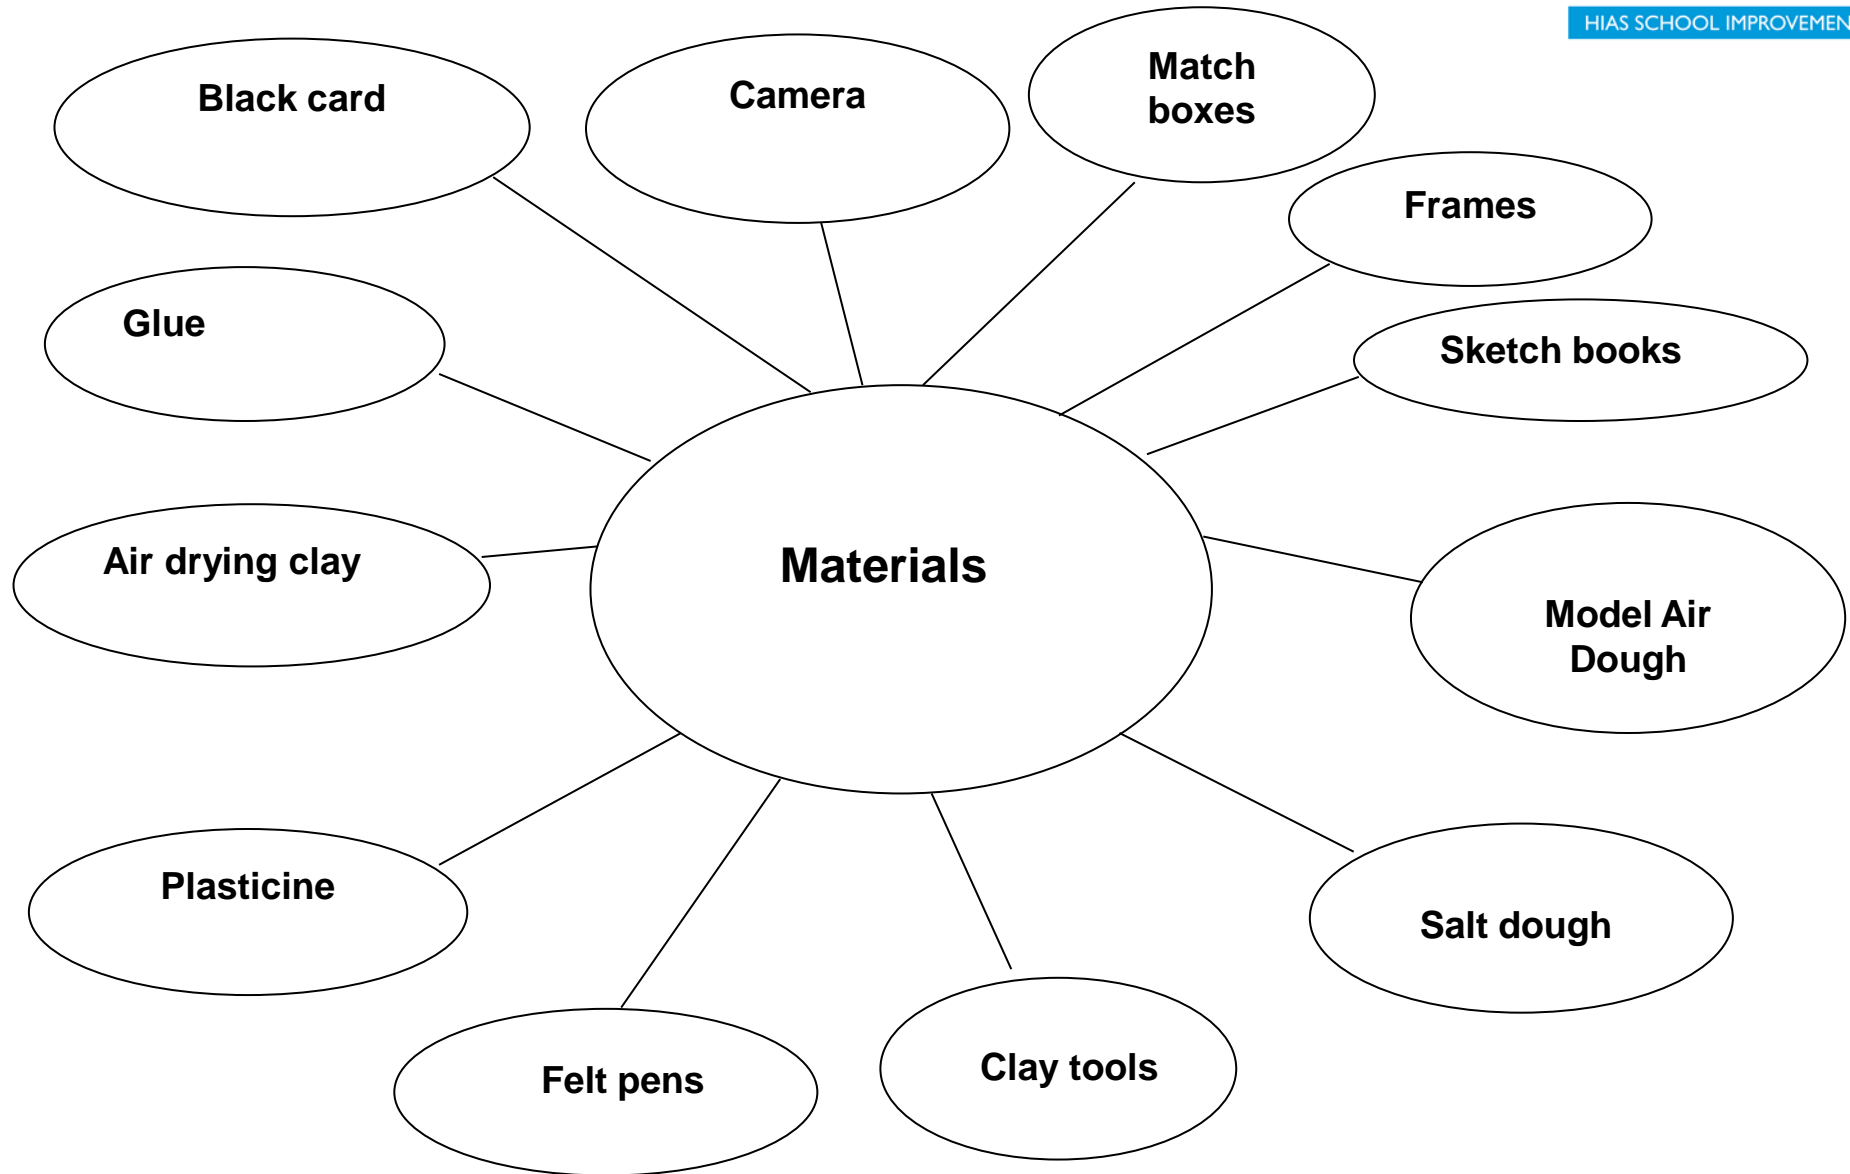 HIAS SCHOOL IMPROVEMEN
Black card
Camera
Match
boxes
Frames
Glue
Sketch books
Air drying clay
Materials
Model Air
Dough
Plasticine
Salt dough
Felt pens
Clay tools